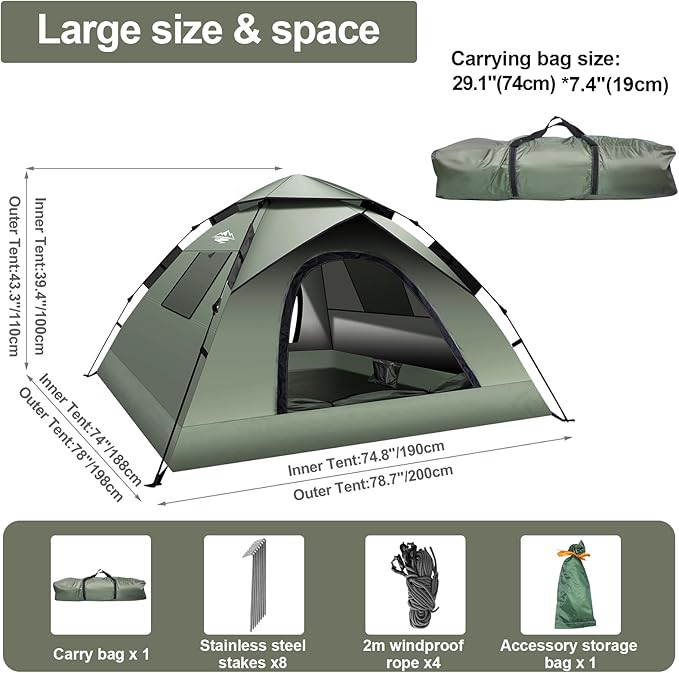 Large size & space
Carrying bag size:
29.1"(74cm) *7.4"(19cm)
Inner Tent:39.4"/100cm
Outer Tent:43.3"/110cm
Inner Tent:74"/188cm
Outer Tent:78"/198cm
Inner Tent:74.8"/190cm
Outer Tent:78.7"/200cm
Carry bag x 1
Stainless steel
stakes x8
2m windproof
rope x4
Accessory storage
bag x 1